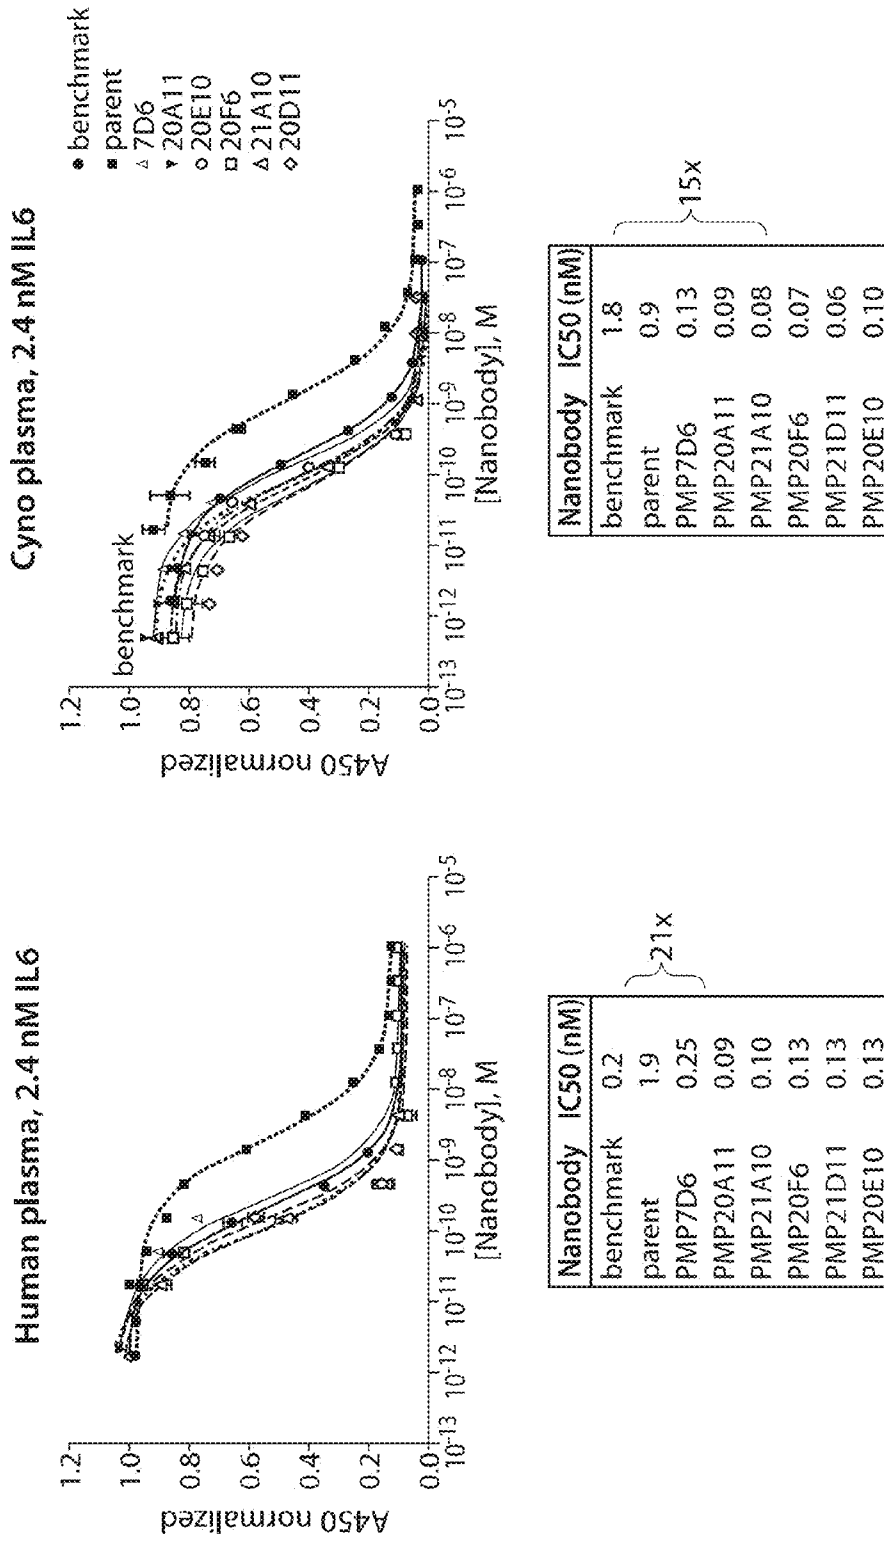 Human plasma, 2.4 nM IL6
A450 normalized
1.2
1.0
0.8
0.6
0.4
0.2
0.0
10-13 10-12 10-11 10-10 10-9 10-8 10-7 10-6 10-5
[Nanobody], M
Nanobody IC50 (nM)
benchmark 0.2
parent 1.9
PMP7D6 0.25
PMP20A11 0.09
PMP21A10 0.10
PMP20F6 0.13
PMP21D11 0.13
PMP20E10 0.13
21x
Cyno plasma, 2.4 nM IL6
A450 normalized
1.2
1.0
0.8
0.6
0.4
0.2
0.0
benchmark
10-13 10-12 10-11 10-10 10-9 10-8 10-7 10-6 10-5
[Nanobody], M
benchmark
parent
7D6
20A11
20E10
20F6
21A10
20D11
Nanobody IC50 (nM)
benchmark 1.8
parent 0.9
PMP7D6 0.13
PMP20A11 0.09
PMP21A10 0.08
PMP20F6 0.07
PMP21D11 0.06
PMP20E10 0.10
15x